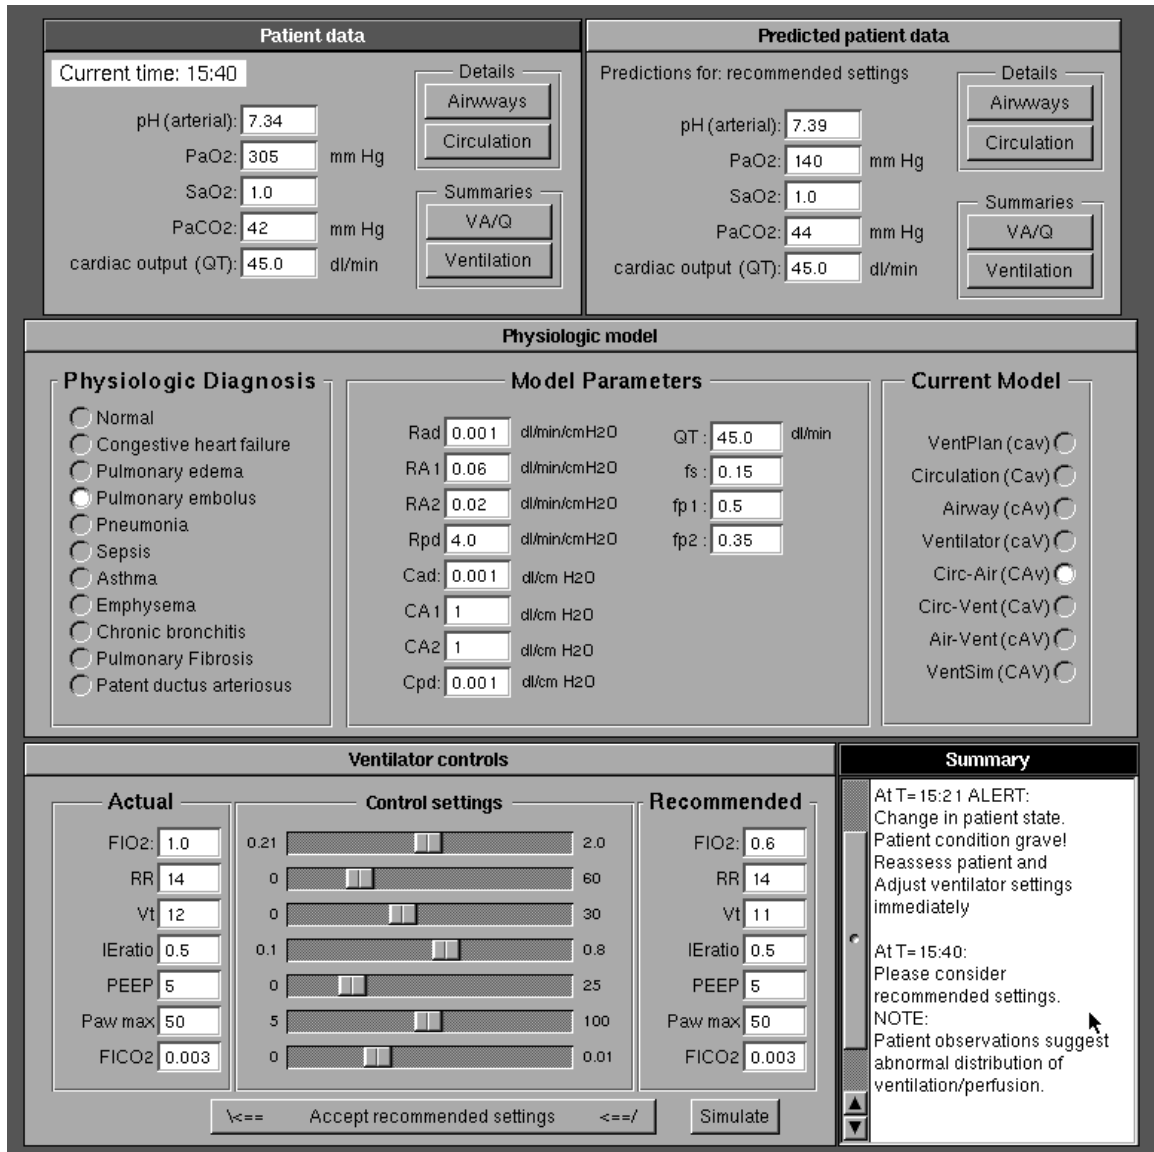 Patient data
Current time: 15:40
pH (arterial): 7.34
PaO2: 305 mm Hg
SaO2: 1.0
PaCO2: 42 mm Hg
cardiac output (QT): 45.0 dl/min
Details
Airwways
Circulation
Summaries
VA/Q
Ventilation
Predicted patient data
Predictions for: recommended settings
pH (arterial): 7.39
PaO2: 140 mm Hg
SaO2: 1.0
PaCO2: 44 mm Hg
cardiac output (QT): 45.0 dl/min
Details
Airwways
Circulation
Summaries
VA/Q
Ventilation
Physiologic model
Physiologic Diagnosis
Normal
Congestive heart failure
Pulmonary edema
Pulmonary embolus
Pneumonia
Sepsis
Asthma
Emphysema
Chronic bronchitis
Pulmonary Fibrosis
Patent ductus arteriosus
Model Parameters
Rad 0.001 dl/min/cmH2O
RA1 0.06 dl/min/cmH2O
RA2 0.02 dl/min/cmH2O
Rpd 4.0 dl/min/cmH2O
Cad: 0.001 dl/cm H2O
CA1 1 dl/cm H2O
CA2 1 dl/cm H2O
Cpd: 0.001 dl/cm H2O
QT : 45.0 dl/min
fs : 0.15
fp1 : 0.5
fp2 : 0.35
Current Model
VentPlan (cav)
Circulation (Cav)
Airway (cAv)
Ventilator (caV)
Circ-Air (CAv)
Circ-Vent (CaV)
Air-Vent (cAV)
VentSim (CAV)
Ventilator controls
Actual
FIO2: 1.0
RR 14
Vt 12
IEratio 0.5
PEEP 5
Paw max 50
FICO2 0.003
Control settings
0.21 2.0
0 60
0 30
0.1 0.8
0 25
5 100
0 0.01
Recommended
FIO2: 0.6
RR 14
Vt 11
IEratio 0.5
PEEP 5
Paw max 50
FICO2 0.003
\<== Accept recommended settings <==/
Simulate
Summary
At T= 15:21 ALERT:
Change in patient state.
Patient condition grave!
Reassess patient and
Adjust ventilator settings
immediately
At T= 15:40:
Please consider
recommended settings.
NOTE:
Patient observations suggest
abnormal distribution of
ventilation/perfusion.